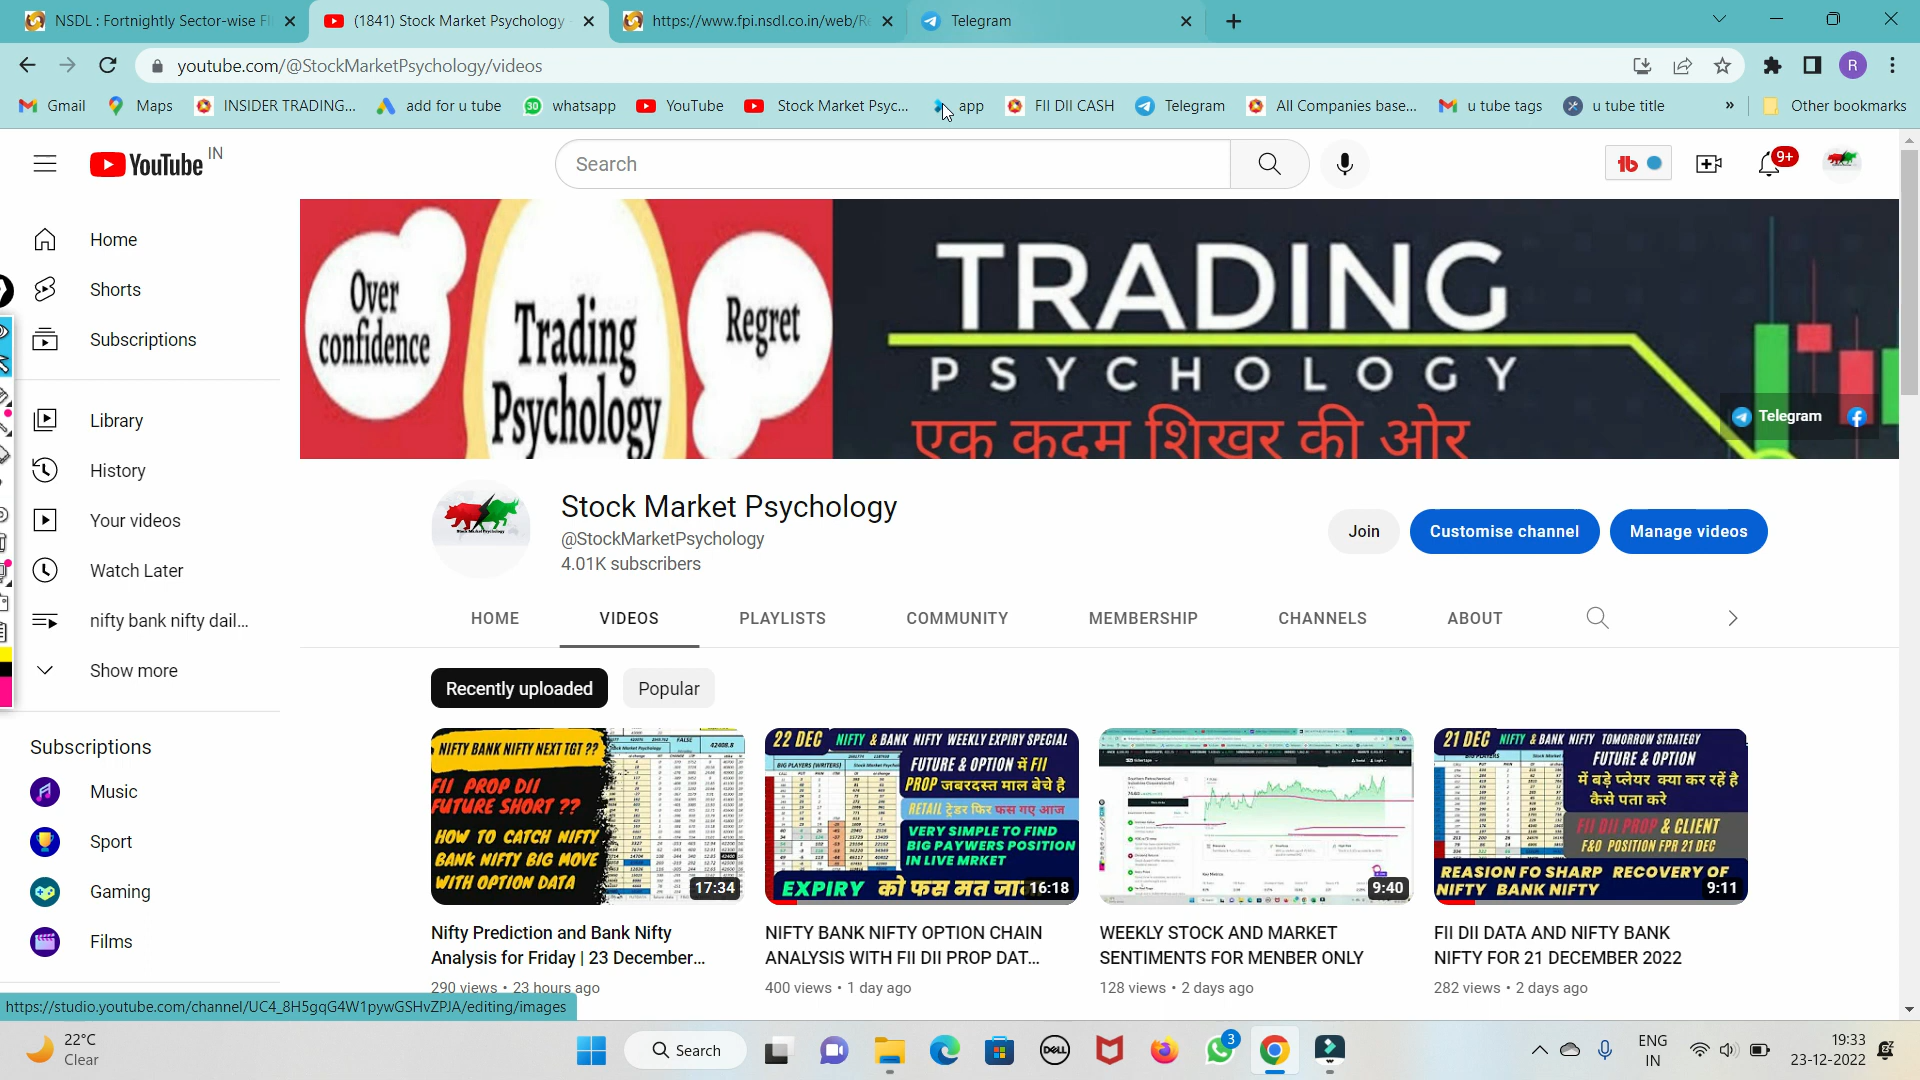 NSDL : Fortnightly Sector-wise FI
(1841) Stock Market Psychology
https://www.fpi.nsdl.co.in/web/Re
Telegram
youtube.com/@StockMarketPsychology/videos
R
Gmail
Maps
INSIDER TRADING...
add for u tube
whatsapp
YouTube
Stock Market Psyc...
app
FII DII CASH
Telegram
All Companies base...
u tube tags
u tube title
Other bookmarks
YouTube IN
Search
9+
Home
Shorts
Subscriptions
Library
History
Your videos
Watch Later
nifty bank nifty dail...
Show more
Subscriptions
Music
Sport
Gaming
Films
Over
confidence
Trading
Psychology
Regret
TRADING
PSYCHOLOGY
एक कदम शिखर की ओर
Telegram
Stock Market Psychology
@StockMarketPsychology
4.01K subscribers
Join
Customise channel
Manage videos
HOME
VIDEOS
PLAYLISTS
COMMUNITY
MEMBERSHIP
CHANNELS
ABOUT
Recently uploaded
Popular
NIFTY BANK NIFTY NEXT TGT ??
FII PROP DII
FUTURE SHORT ??
HOW TO CATCH NIFTY
BANK NIFTY BIG MOVE
WITH OPTION DATA
FALSE
42408.8
17:34
Nifty Prediction and Bank Nifty
Analysis for Friday | 23 December...
290 views • 23 hours ago
22 DEC NIFTY & BANK NIFTY WEEKLY EXPIRY SPECIAL
BIG PLAYERS (WRITERS)
FUTURE & OPTION में FII
PROP जबरदस्त माल बेचे है
RETAIL ट्रेडर फिर फस गए आज
VERY SIMPLE TO FIND
BIG PAYWERS POSITION
IN LIVE MRKET
EXPIRY को फस मत
16:18
NIFTY BANK NIFTY OPTION CHAIN
ANALYSIS WITH FII DII PROP DAT...
400 views • 1 day ago
9:40
WEEKLY STOCK AND MARKET
SENTIMENTS FOR MENBER ONLY
128 views • 2 days ago
21 DEC NIFTY & BANK NIFTY TOMORROW STRATEGY
FUTURE & OPTION
में बड़े प्लेयर क्या कर रहें है
कैसे पता करे
FII DII PROP & CLIENT
F&O POSITION FPR 21 DEC
REASION FO SHARP RECOVERY OF
NIFTY BANK NIFTY
9:11
FII DII DATA AND NIFTY BANK
NIFTY FOR 21 DECEMBER 2022
282 views • 2 days ago
https://studio.youtube.com/channel/UC4_8H5gqG4W1pywGSHvZPJA/editing/images
22°C
Clear
Search
DELL
3
ENG
IN
19:33
23-12-2022